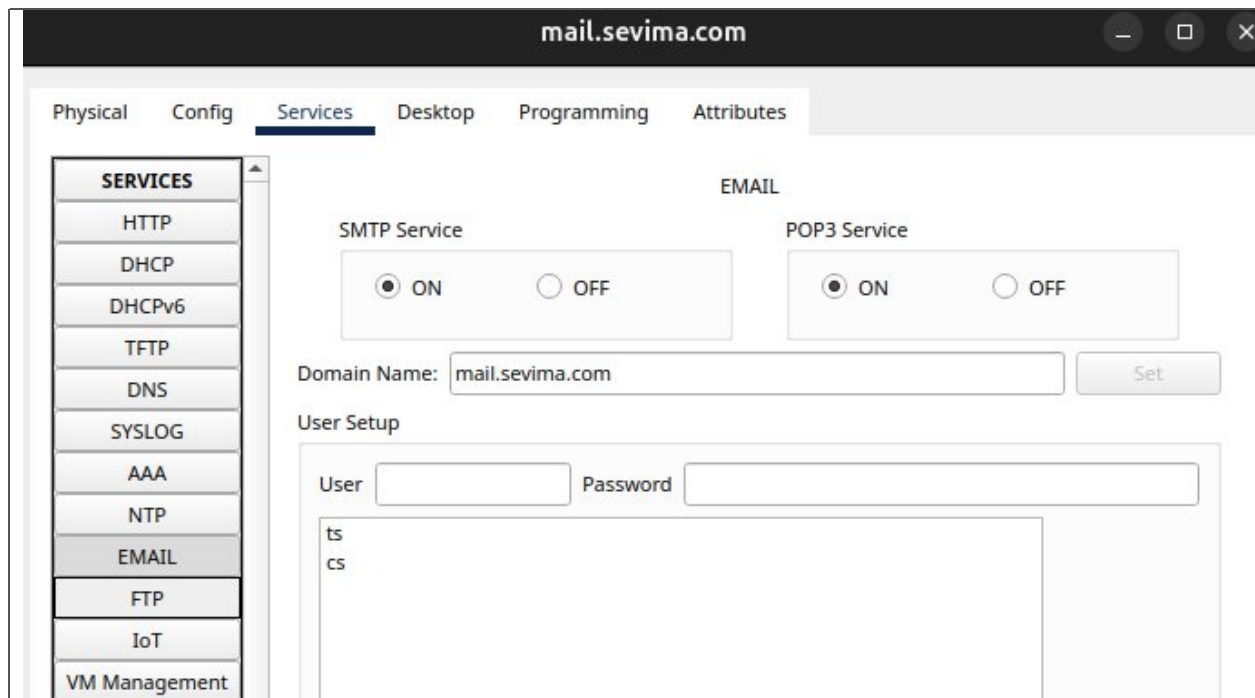 mail.sevima.com
Physical Config Services Desktop Programming Attributes
SERVICES
HTTP
DHCP
DHCPv6
TFTP
DNS
SYSLOG
AAA
NTP
EMAIL
FTP
IoT
VM Management
EMAIL
SMTP Service POP3 Service
ON OFF ON OFF
Domain Name: mail.sevima.com Set
User Setup
User Password
ts
cs